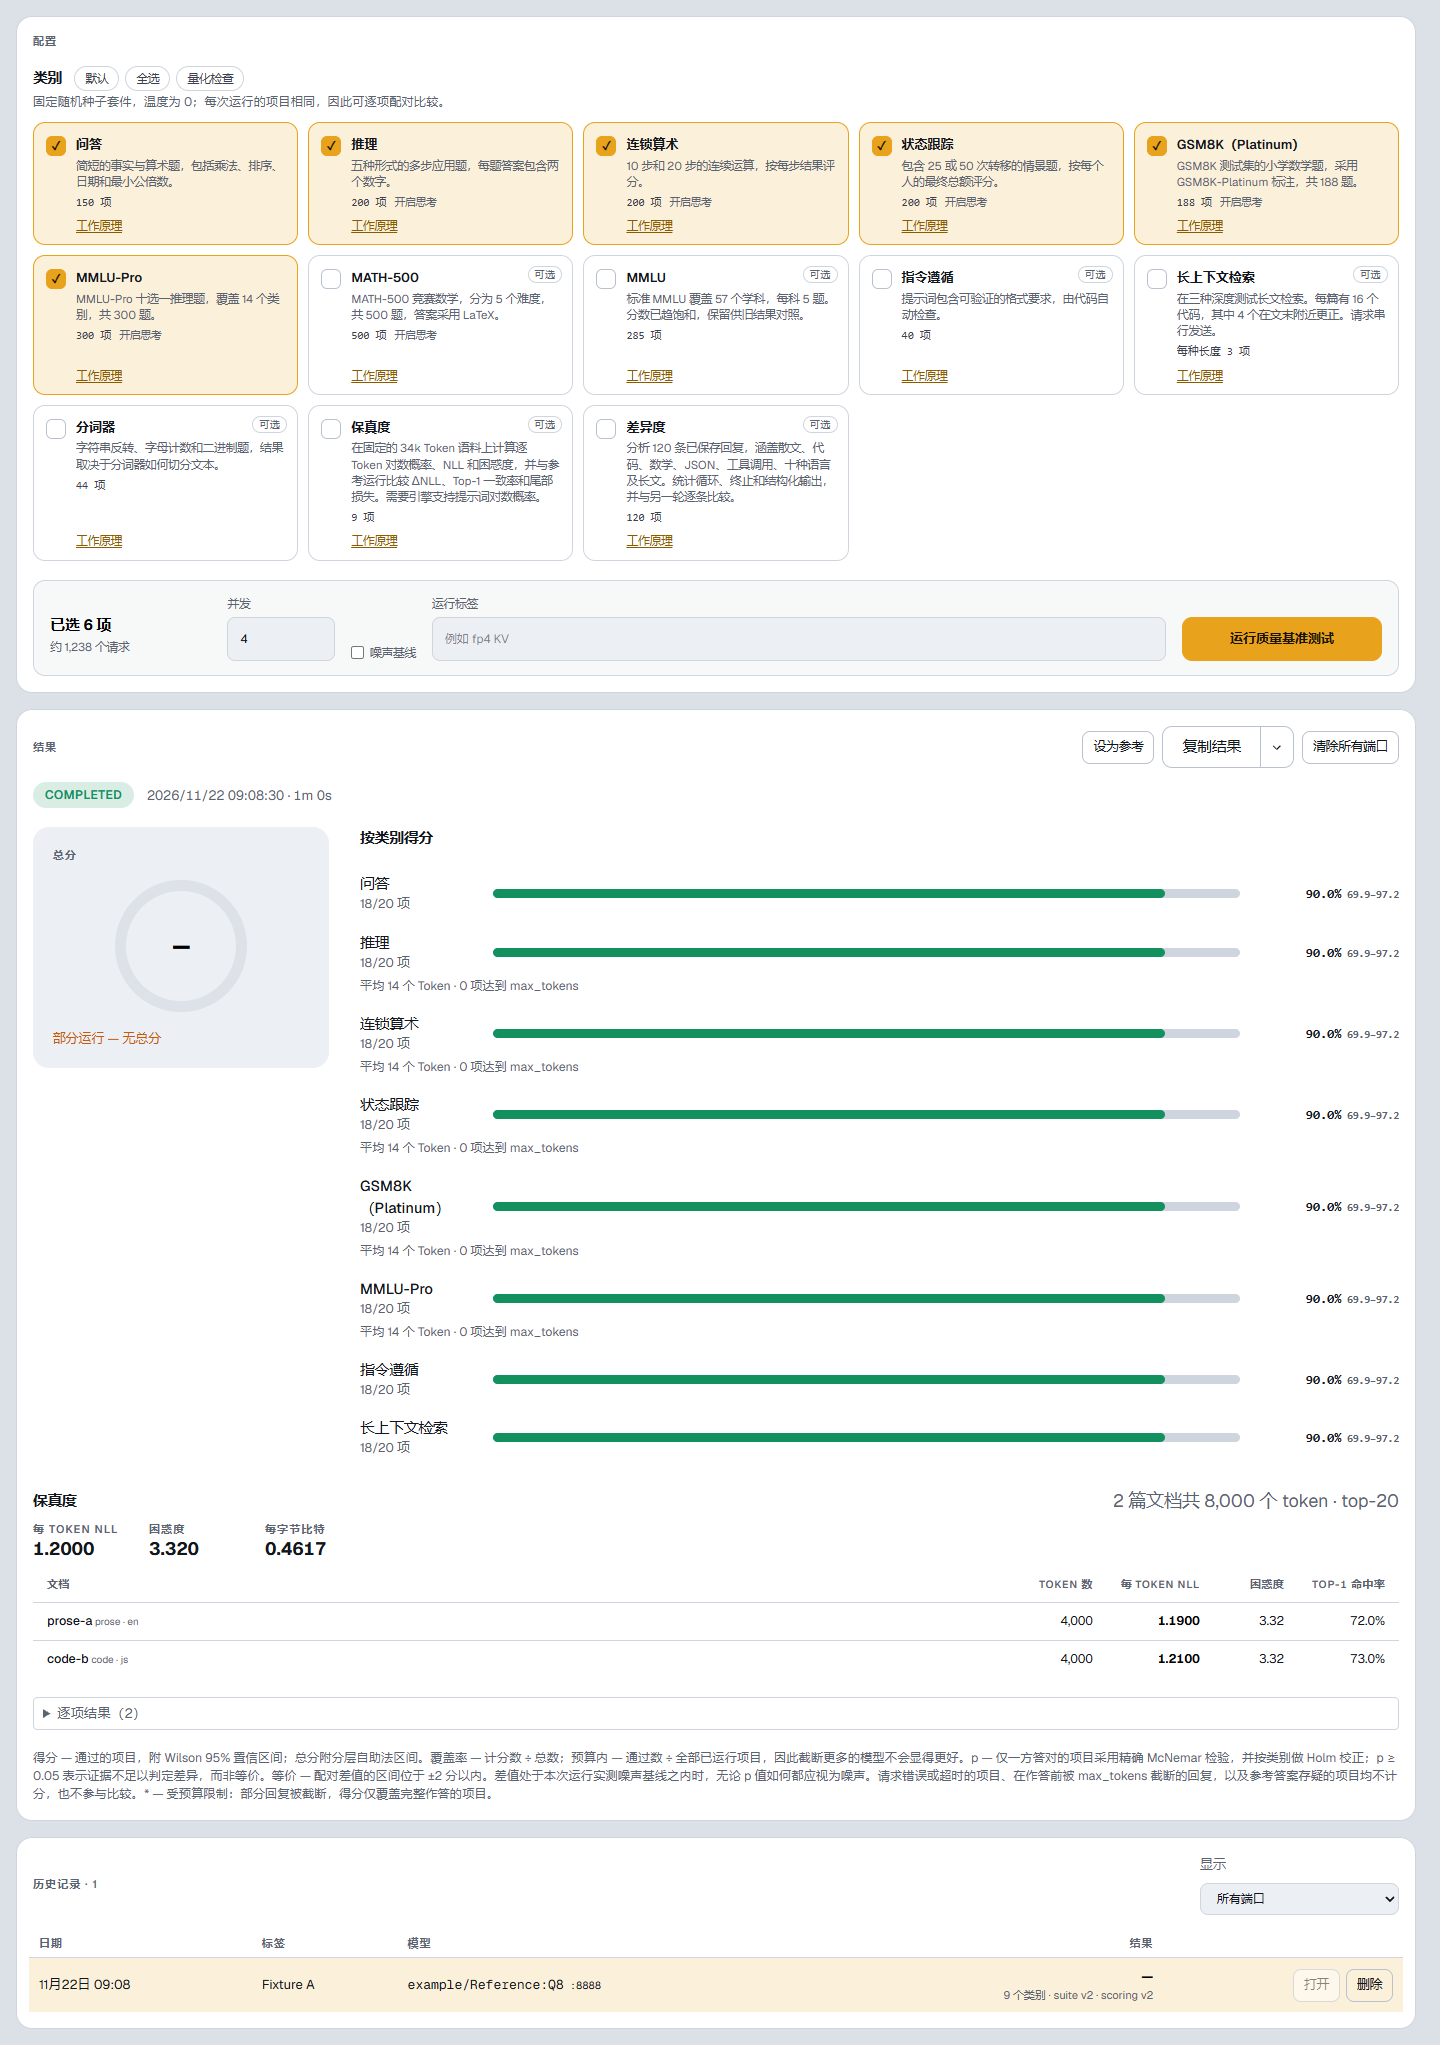 配置
类别 默认 全选 量化检查
固定随机种子套件，温度为 0；每次运行的项目相同，因此可逐项配对比较。
问答
简短的事实与算术题，包括乘法、排序、
日期和最小公倍数。
150 项
工作原理
推理
五种形式的多步应用题，每题答案包含两
个数字。
200 项 开启思考
工作原理
连锁算术
10 步和 20 步的连续运算，按每步结果评
分。
200 项 开启思考
工作原理
状态跟踪
包含 25 或 50 次转移的情景题，按每个
人的最终总额评分。
200 项 开启思考
工作原理
GSM8K（Platinum）
GSM8K 测试集的小学数学题，采用
GSM8K-Platinum 标注，共 188 题。
188 项 开启思考
工作原理
MMLU-Pro
MMLU-Pro 十选一推理题，覆盖 14 个类
别，共 300 题。
300 项 开启思考
工作原理
MATH-500 可选
MATH-500 竞赛数学，分为 5 个难度，
共 500 题，答案采用 LaTeX。
500 项 开启思考
工作原理
MMLU 可选
标准 MMLU 覆盖 57 个学科，每科 5 题。
分数已趋饱和，保留供旧结果对照。
285 项
工作原理
指令遵循 可选
提示词包含可验证的格式要求，由代码自
动检查。
40 项
工作原理
长上下文检索 可选
在三种深度测试长文检索。每篇有 16 个
代码，其中 4 个在文末附近更正。请求串
行发送。
每种长度 3 项
工作原理
分词器 可选
字符串反转、字母计数和二进制题，结果
取决于分词器如何切分文本。
44 项
工作原理
保真度 可选
在固定的 34k Token 语料上计算逐
Token 对数概率、NLL 和困惑度，并与参
考运行比较 ΔNLL、Top-1 一致率和尾部
损失。需要引擎支持提示词对数概率。
9 项
工作原理
差异度 可选
分析 120 条已保存回复，涵盖散文、代
码、数学、JSON、工具调用、十种语言
及长文。统计循环、终止和结构化输出，
并与另一轮逐条比较。
120 项
工作原理
已选 6 项
约 1,238 个请求
并发
4
噪声基线
运行标签
例如 fp4 KV
运行质量基准测试
结果 设为参考 复制结果 清除所有端口
COMPLETED 2026/11/22 09:08:30 · 1m 0s
总分
—
部分运行 — 无总分
按类别得分
问答
18/20 项
90.0% 69.9–97.2
推理
18/20 项
90.0% 69.9–97.2
平均 14 个 Token · 0 项达到 max_tokens
连锁算术
18/20 项
90.0% 69.9–97.2
平均 14 个 Token · 0 项达到 max_tokens
状态跟踪
18/20 项
90.0% 69.9–97.2
平均 14 个 Token · 0 项达到 max_tokens
GSM8K
（Platinum）
18/20 项
90.0% 69.9–97.2
平均 14 个 Token · 0 项达到 max_tokens
MMLU-Pro
18/20 项
90.0% 69.9–97.2
平均 14 个 Token · 0 项达到 max_tokens
指令遵循
18/20 项
90.0% 69.9–97.2
长上下文检索
18/20 项
90.0% 69.9–97.2
保真度 2 篇文档共 8,000 个 token · top-20
每 TOKEN NLL 困惑度 每字节比特
1.2000 3.320 0.4617
文档 TOKEN 数 每 TOKEN NLL 困惑度 TOP-1 命中率
prose-a prose · en 4,000 1.1900 3.32 72.0%
code-b code · js 4,000 1.2100 3.32 73.0%
▶ 逐项结果（2）
得分 — 通过的项目，附 Wilson 95% 置信区间；总分附分层自助法区间。覆盖率 — 计分数 ÷ 总数；预算内 — 通过数 ÷ 全部已运行项目，因此截断更多的模型不会显得更好。p — 仅一方答对的项目采用精确 McNemar 检验，并按类别做 Holm 校正；p ≥
0.05 表示证据不足以判定差异，而非等价。等价 — 配对差值的区间位于 ±2 分以内。差值处于本次运行实测噪声基线之内时，无论 p 值如何都应视为噪声。请求错误或超时的项目、在作答前被 max_tokens 截断的回复，以及参考答案存疑的项目均不计
分，也不参与比较。* — 受预算限制：部分回复被截断，得分仅覆盖完整作答的项目。
历史记录 · 1
显示
所有端口
日期 标签 模型 结果
11月22日 09:08 Fixture A example/Reference:Q8 :8888 — 打开 删除
9 个类别 · suite v2 · scoring v2